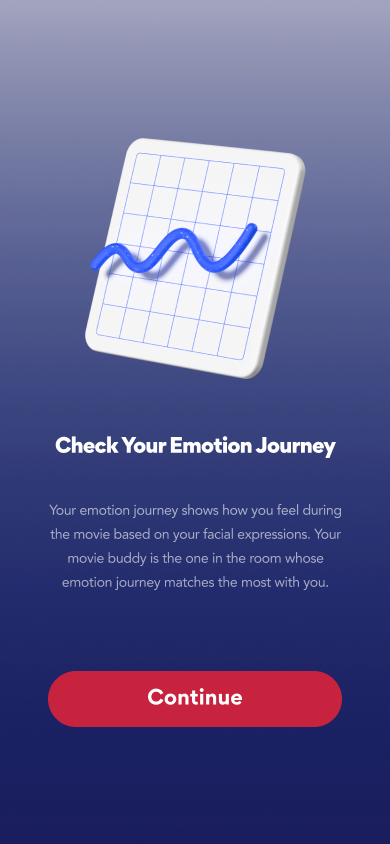 Check Your Emotion Journey
Your emotion journey shows how you feel during
the movie based on your facial expressions. Your
movie buddy is the one in the room whose
emotion journey matches the most with you.
Continue